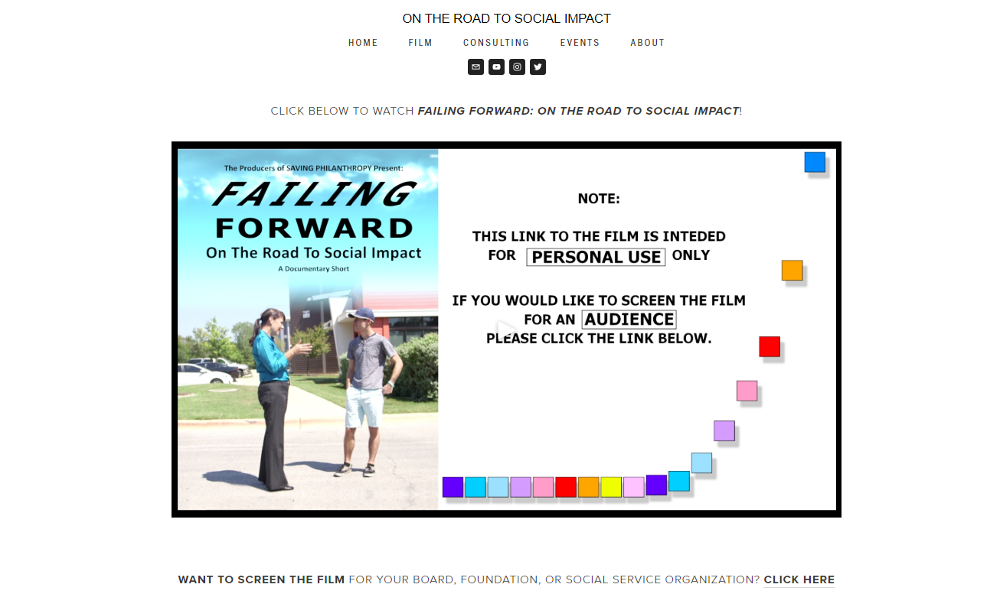 ON THE ROAD TO SOCIAL IMPACT
HOME FILM CONSULTING EVENTS ABOUT
CLICK BELOW TO WATCH FAILING FORWARD: ON THE ROAD TO SOCIAL IMPACT!
The Producers of SAVING PHILANTHROPY Present:
FAILING
FORWARD
On The Road To Social Impact
A Documentary Short
NOTE:
THIS LINK TO THE FILM IS INTEDED
FOR PERSONAL USE ONLY
IF YOU WOULD LIKE TO SCREEN THE FILM
FOR AN AUDIENCE
PLEASE CLICK THE LINK BELOW.
WANT TO SCREEN THE FILM FOR YOUR BOARD, FOUNDATION, OR SOCIAL SERVICE ORGANIZATION? CLICK HERE